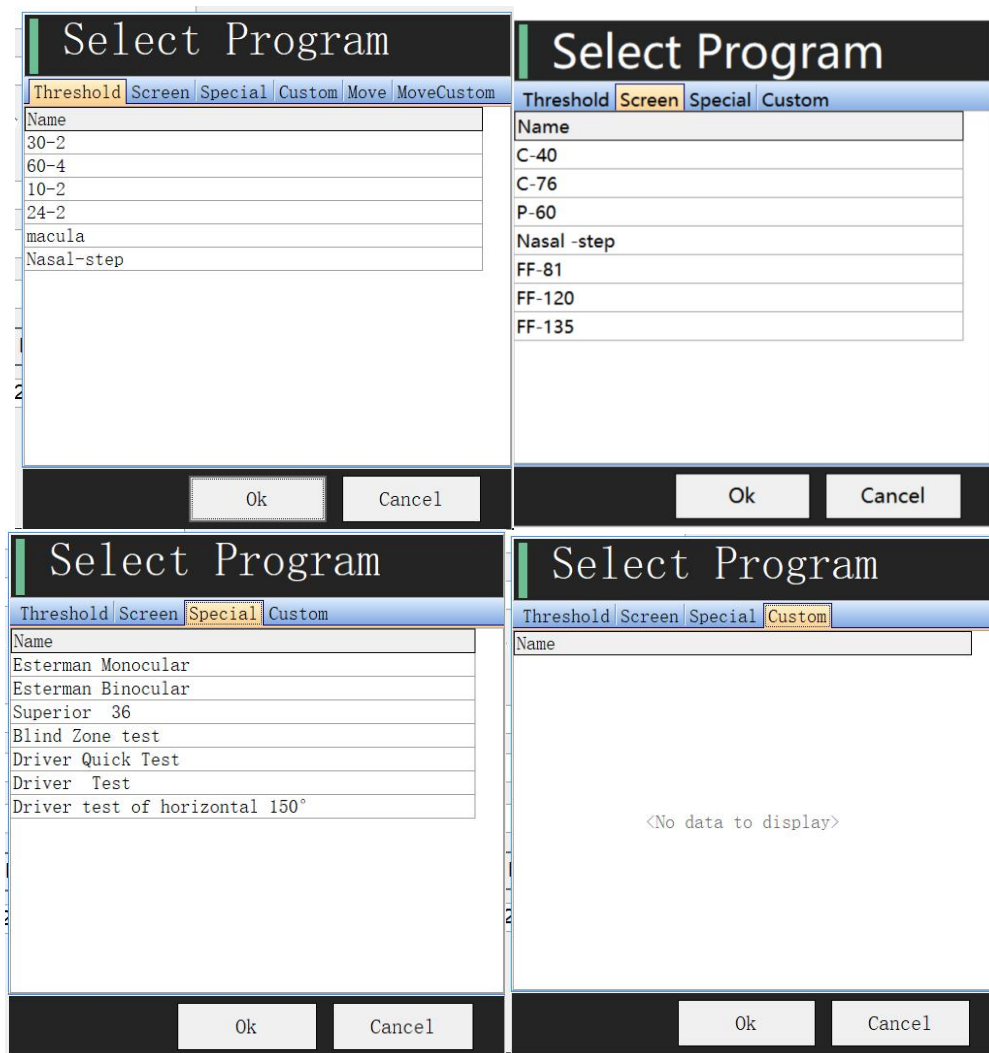 Select Program
Threshold Screen Special Custom Move MoveCustom
Name
30-2
60-4
10-2
24-2
macula
Nasal-step
Ok Cancel
Select Program
Threshold Screen Special Custom
Name
C-40
C-76
P-60
Nasal -step
FF-81
FF-120
FF-135
Ok Cancel
Select Program
Threshold Screen Special Custom
Name
Esterman Monocular
Esterman Binocular
Superior  36
Blind Zone test
Driver Quick Test
Driver  Test
Driver test of horizontal 150°
Ok Cancel
Select Program
Threshold Screen Special Custom
Name
<No data to display>
Ok Cancel